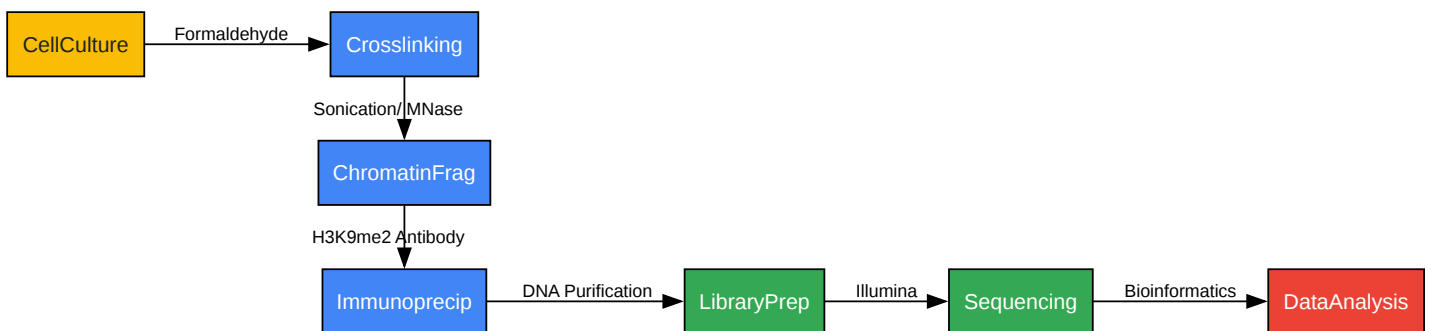 CellCulture
Formaldehyde
Crosslinking
Sonication/ MNase
ChromatinFrag
H3K9me2 Antibody
Immunoprecip
DNA Purification
LibraryPrep
Illumina
Sequencing
Bioinformatics
DataAnalysis